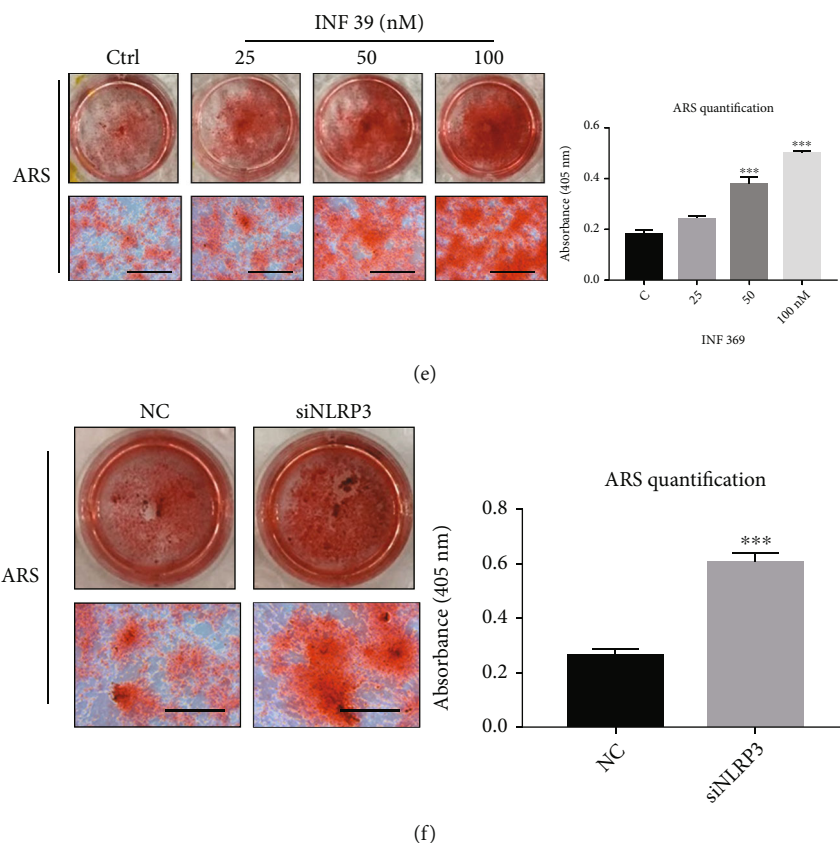 INF 39 (nM)
Ctrl 25 50 100
ARS
ARS quantification
Absorbance (405 nm)
0.6
0.4
0.2
0.0
***
***
C 25 50 100 nM
INF 369
(e)
NC siNLRP3
ARS
ARS quantification
Absorbance (405 nm)
0.8
0.6
0.4
0.2
0.0
***
NC siNLRP3
(f)